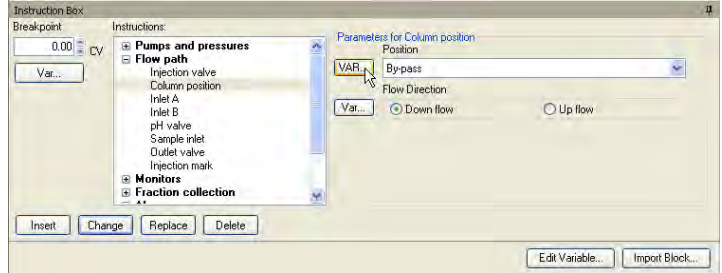 Instruction Box
Breakpoint
0.00 CV
Var...
Instructions:
Pumps and pressures
Flow path
Injection valve
Column position
Inlet A
Inlet B
pH valve
Sample inlet
Outlet valve
Injection mark
Monitors
Fraction collection
Parameters for Column position
Position
VAR... By-pass
Flow Direction
Var... Down flow Up flow
Insert Change Replace Delete
Edit Variable... Import Block...